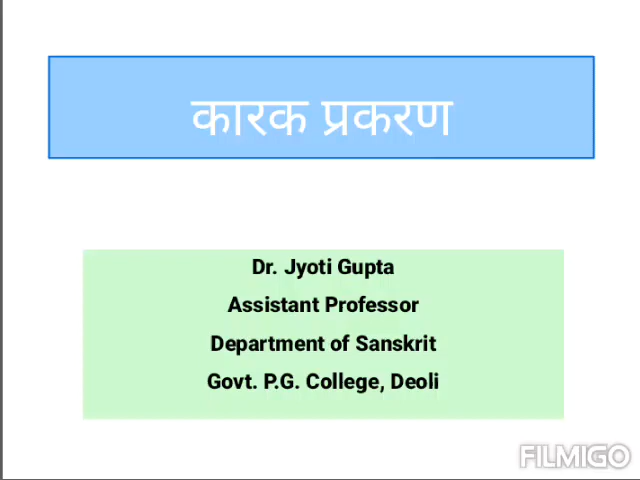 कारक प्रकरण
Dr. Jyoti Gupta
Assistant Professor
Department of Sanskrit
Govt. P.G. College, Deoli
FILMIGO